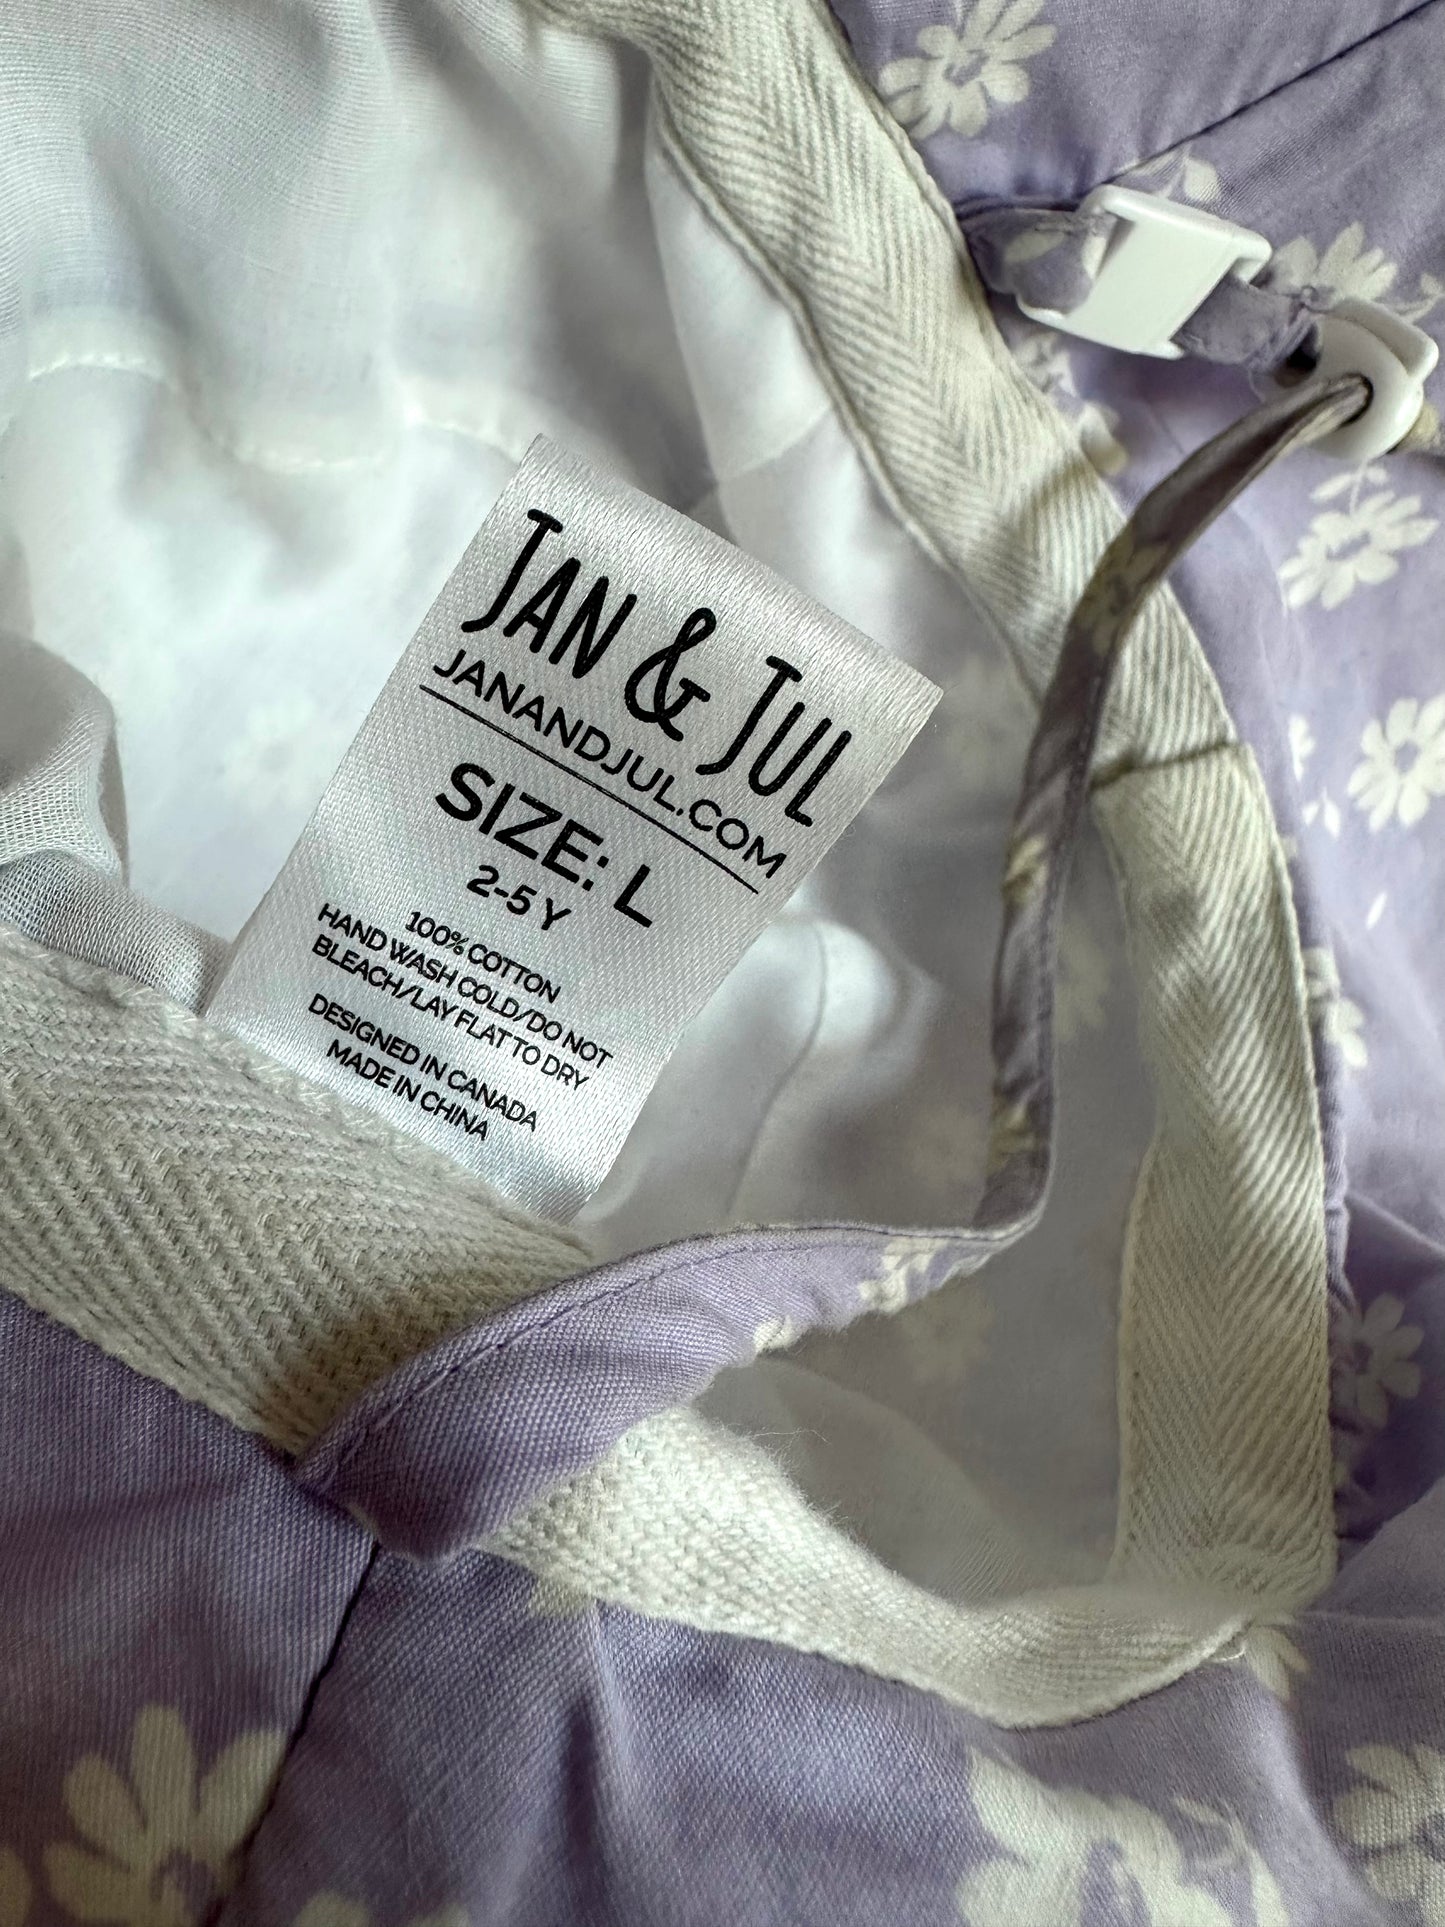 JAN & JUL
JANANDJUL.COM
SIZE: L
2-5 Y
100% COTTON
HAND WASH COLD/DO NOT
BLEACH/LAY FLAT TO DRY
DESIGNED IN CANADA
MADE IN CHINA